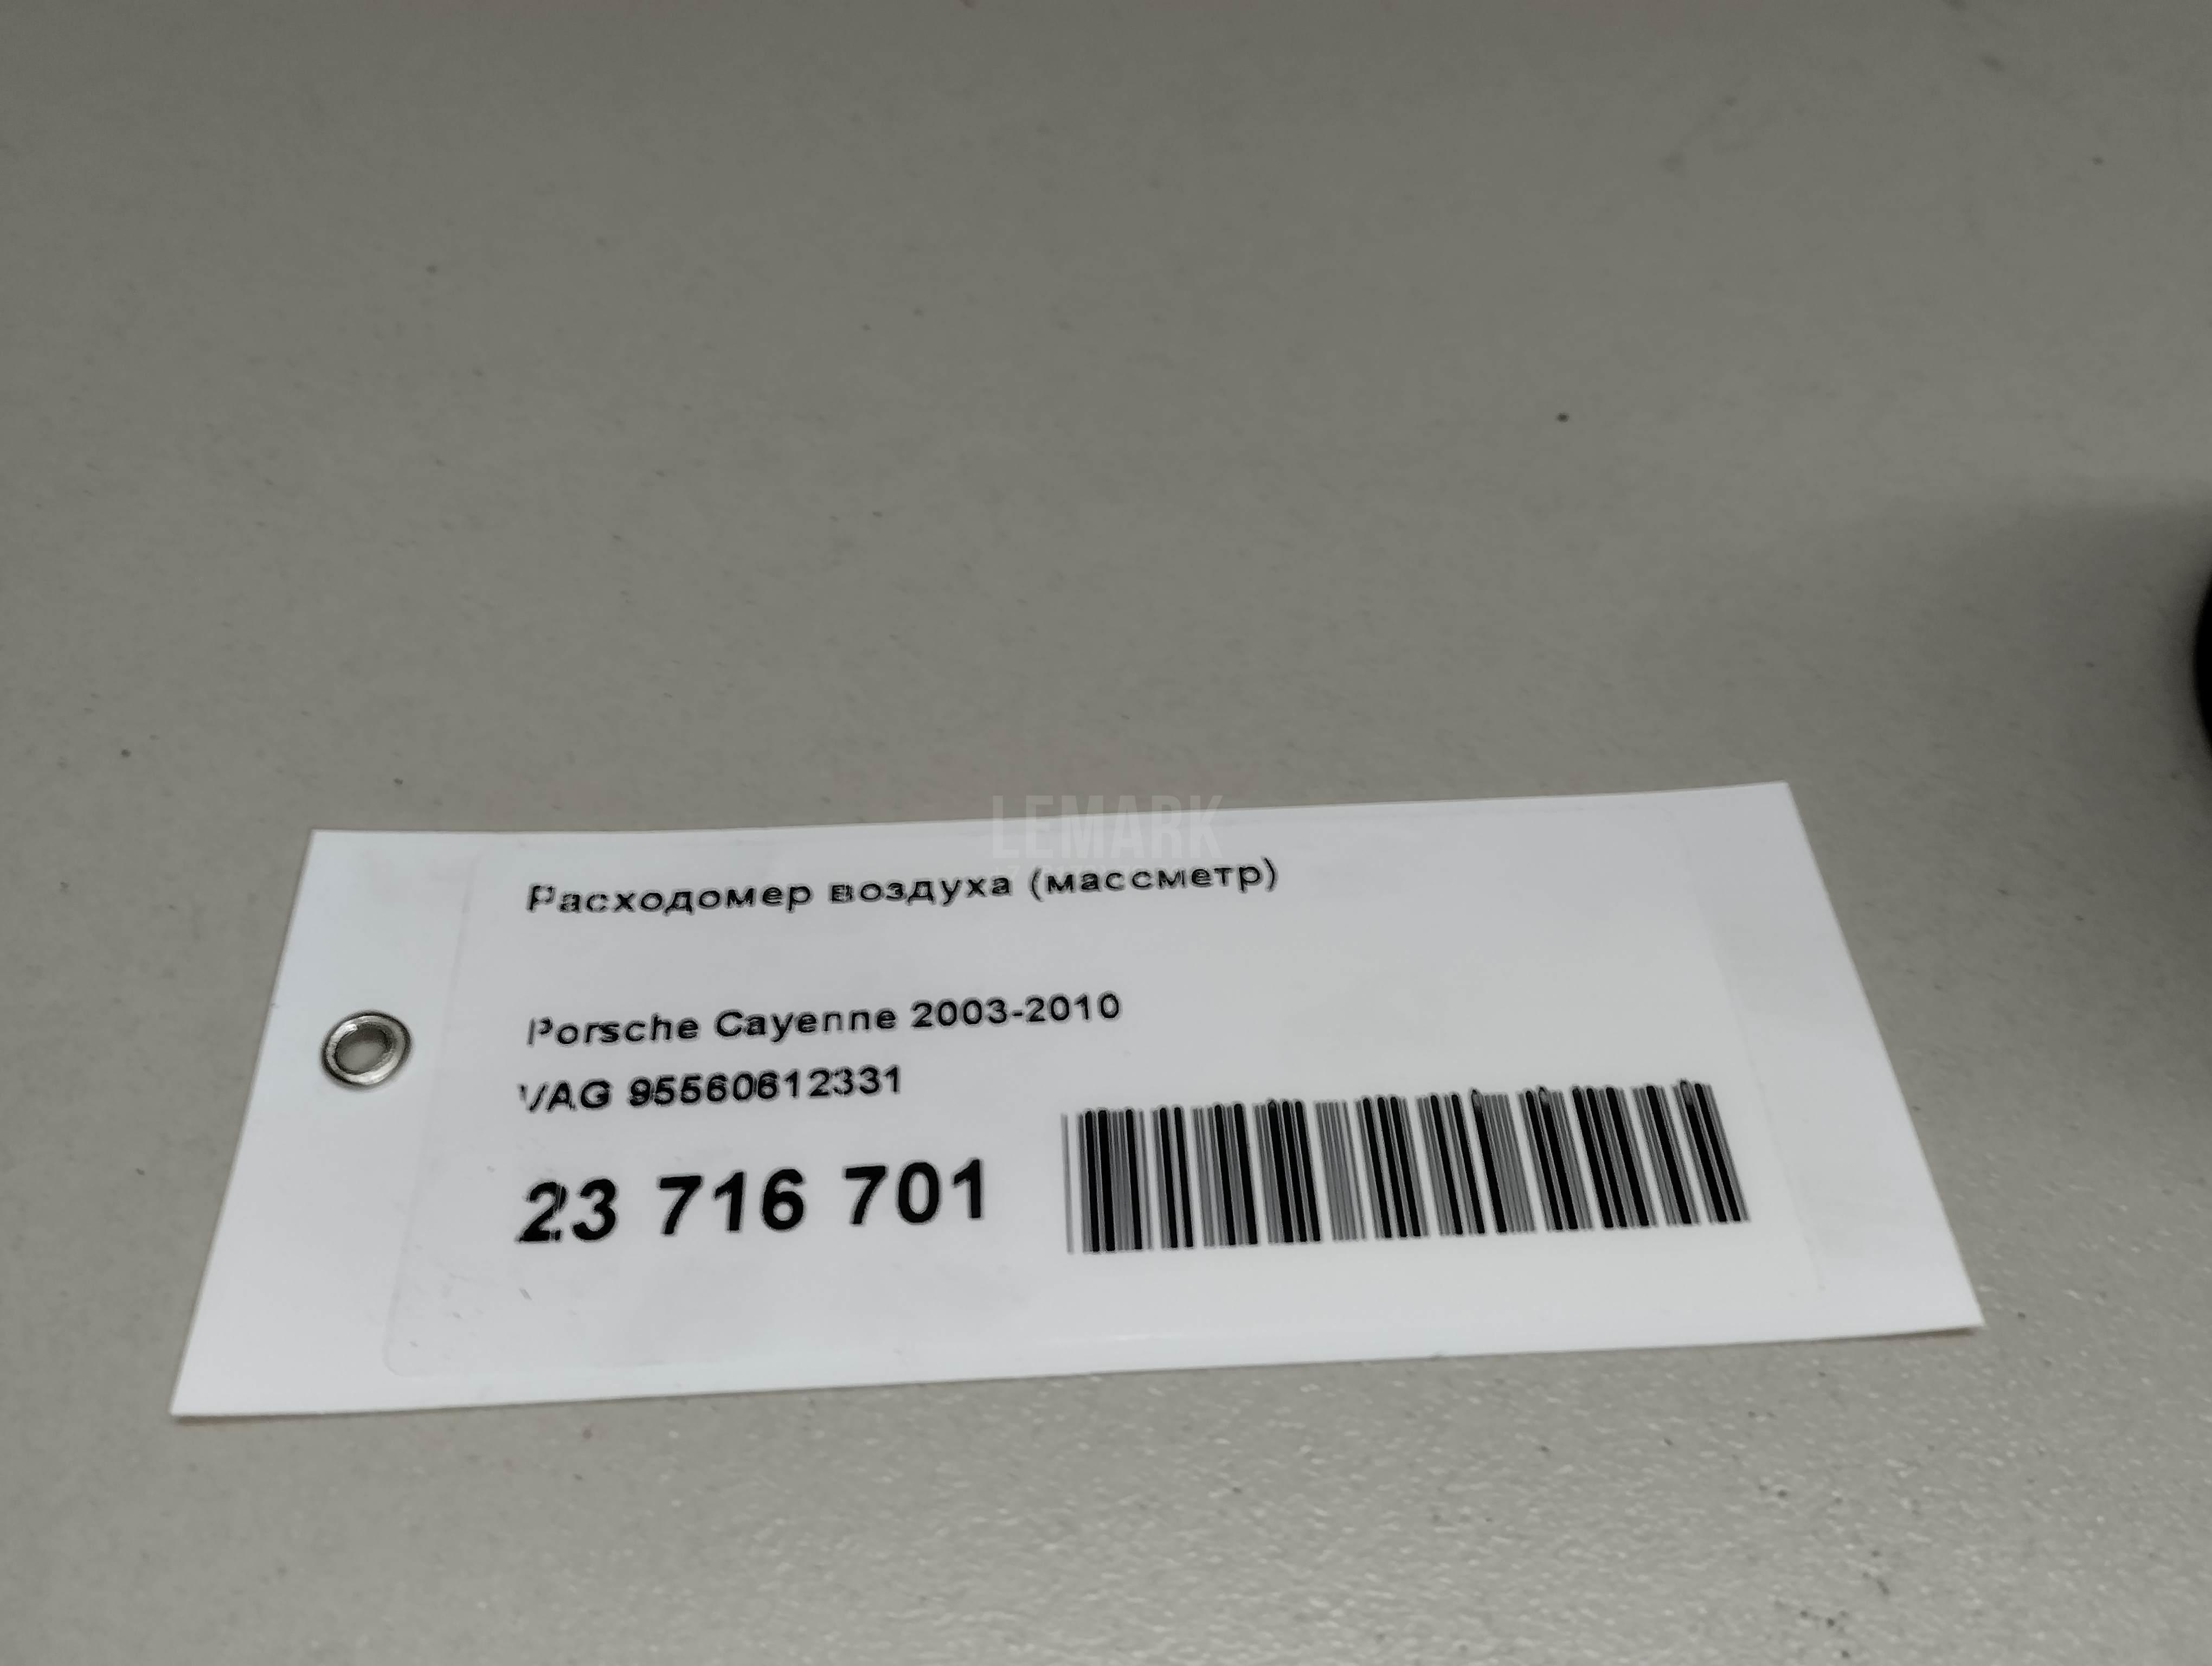 LEMARK
Расходомер воздуха (массметр)
Porsche Cayenne 2003-2010
VAG 95560612331
23 716 701